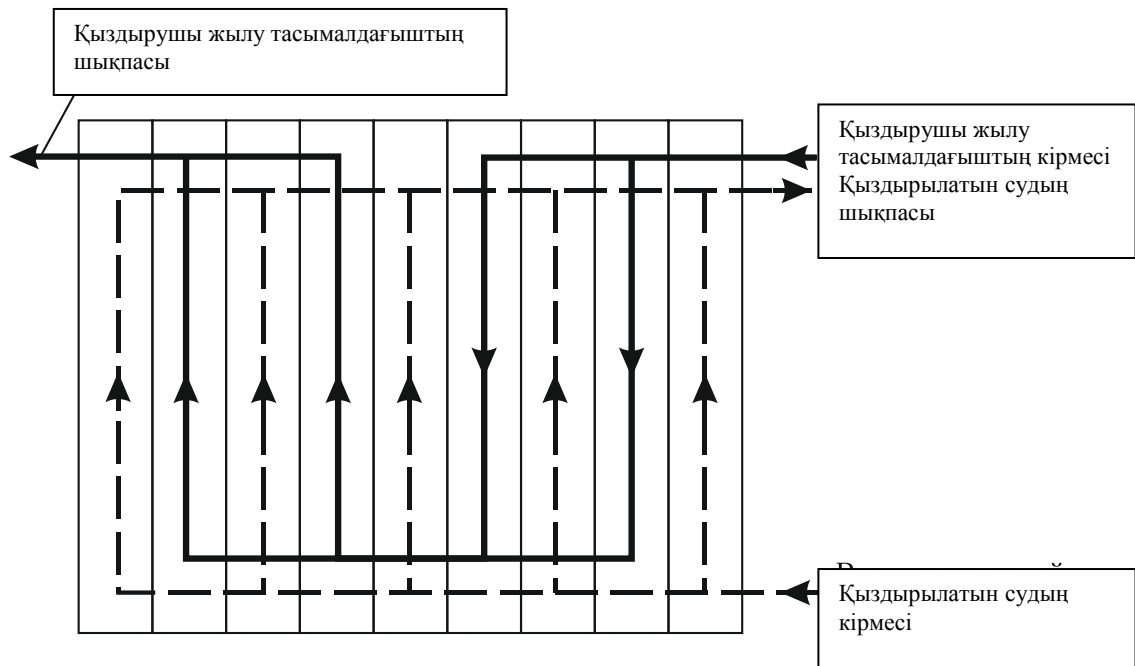 Қыздырушы жылу тасымалдағыштың
шықпасы
Қыздырушы жылу
тасымалдағыштың кірмесі
Қыздырылатын судың
шықпасы
Қыздырылатын судың
кірмесі